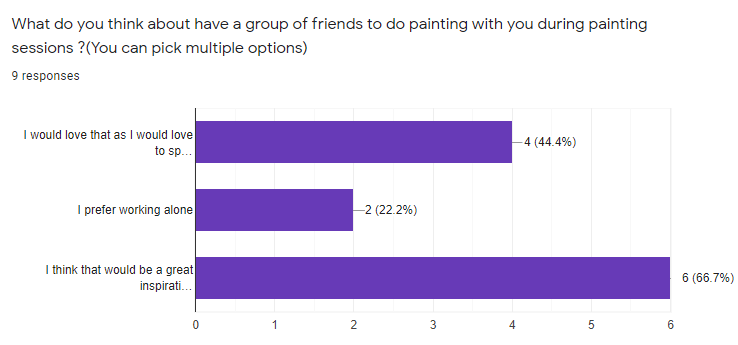 What do you think about have a group of friends to do painting with you during painting
sessions ?(You can pick multiple options)
9 responses
I would love that as I would love
to sp...
4 (44.4%)
I prefer working alone
2 (22.2%)
I think that would be a great
inspirati...
6 (66.7%)
0 1 2 3 4 5 6